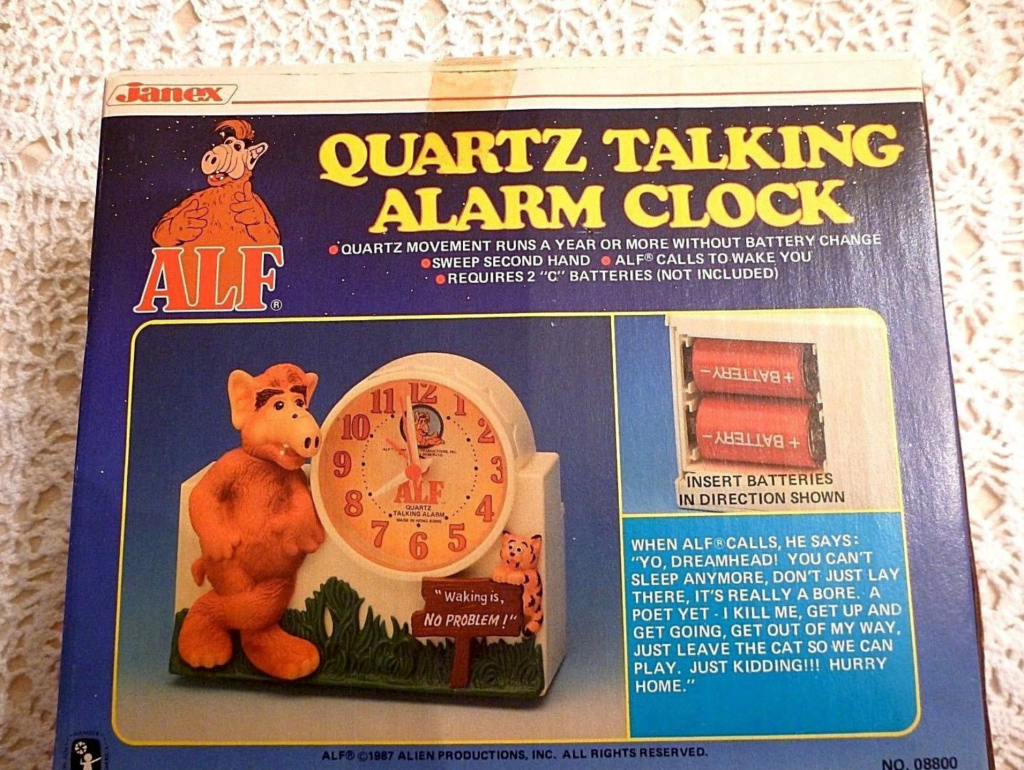 Janex
QUARTZ TALKING
ALARM CLOCK
ALF®
• QUARTZ MOVEMENT RUNS A YEAR OR MORE WITHOUT BATTERY CHANGE
• SWEEP SECOND HAND • ALF® CALLS TO WAKE YOU
• REQUIRES 2 "C" BATTERIES (NOT INCLUDED)
12
1
2
3
4
5
6
7
8
9
10
11
ALF
QUARTZ
TALKING ALARM
MADE IN HONG KONG
"Waking is,
NO PROBLEM!"
- BATTERY +
- BATTERY +
INSERT BATTERIES
IN DIRECTION SHOWN
WHEN ALF® CALLS, HE SAYS:
"YO, DREAMHEAD! YOU CAN'T
SLEEP ANYMORE, DON'T JUST LAY
THERE, IT'S REALLY A BORE. A
POET YET - I KILL ME, GET UP AND
GET GOING, GET OUT OF MY WAY,
JUST LEAVE THE CAT SO WE CAN
PLAY. JUST KIDDING!!! HURRY
HOME."
ALF® ©1987 ALIEN PRODUCTIONS, INC. ALL RIGHTS RESERVED.
NO. 08800